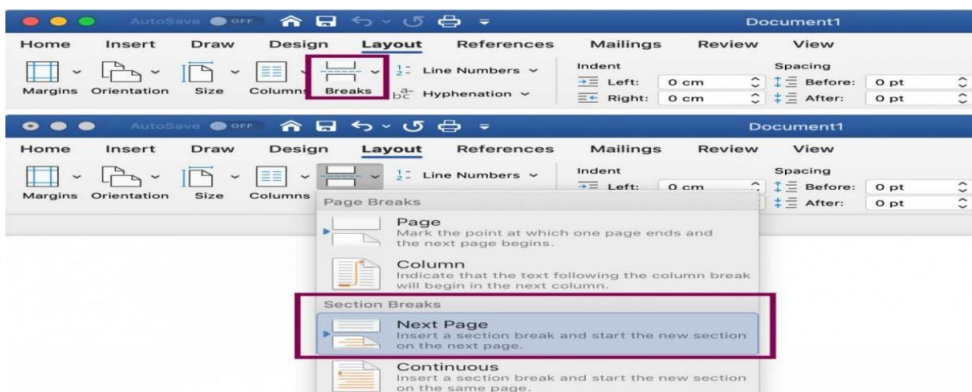 AutoSave OFF Document1
Home Insert Draw Design Layout References Mailings Review View
Margins Orientation Size Columns Breaks
Line Numbers
Hyphenation
Indent
Left: 0 cm
Right: 0 cm
Spacing
Before: 0 pt
After: 0 pt
AutoSave OFF Document1
Home Insert Draw Design Layout References Mailings Review View
Margins Orientation Size Columns
Line Numbers
Indent
Left: 0 cm
Spacing
Before: 0 pt
After: 0 pt
Page Breaks
Page
Mark the point at which one page ends and
the next page begins.
Column
Indicate that the text following the column break
will begin in the next column.
Section Breaks
Next Page
Insert a section break and start the new section
on the next page.
Continuous
Insert a section break and start the new section
on the same page.